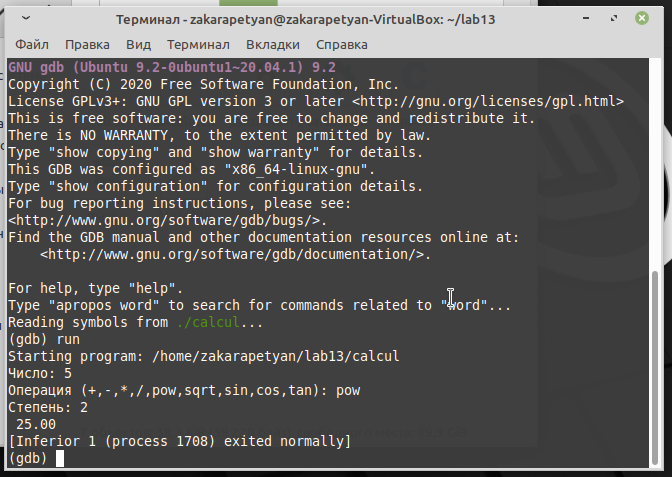 Терминал - zakarapetyan@zakarapetyan-VirtualBox: ~/lab13
Файл Правка Вид Терминал Вкладки Справка
GNU gdb (Ubuntu 9.2-0ubuntu1~20.04.1) 9.2
Copyright (C) 2020 Free Software Foundation, Inc.
License GPLv3+: GNU GPL version 3 or later <http://gnu.org/licenses/gpl.html>
This is free software: you are free to change and redistribute it.
There is NO WARRANTY, to the extent permitted by law.
Type "show copying" and "show warranty" for details.
This GDB was configured as "x86_64-linux-gnu".
Type "show configuration" for configuration details.
For bug reporting instructions, please see:
<http://www.gnu.org/software/gdb/bugs/>.
Find the GDB manual and other documentation resources online at:
    <http://www.gnu.org/software/gdb/documentation/>.
For help, type "help".
Type "apropos word" to search for commands related to "word"...
Reading symbols from ./calcul...
(gdb) run
Starting program: /home/zakarapetyan/lab13/calcul
Число: 5
Операция (+,-,*,/,pow,sqrt,sin,cos,tan): pow
Степень: 2
 25.00
[Inferior 1 (process 1708) exited normally]
(gdb)